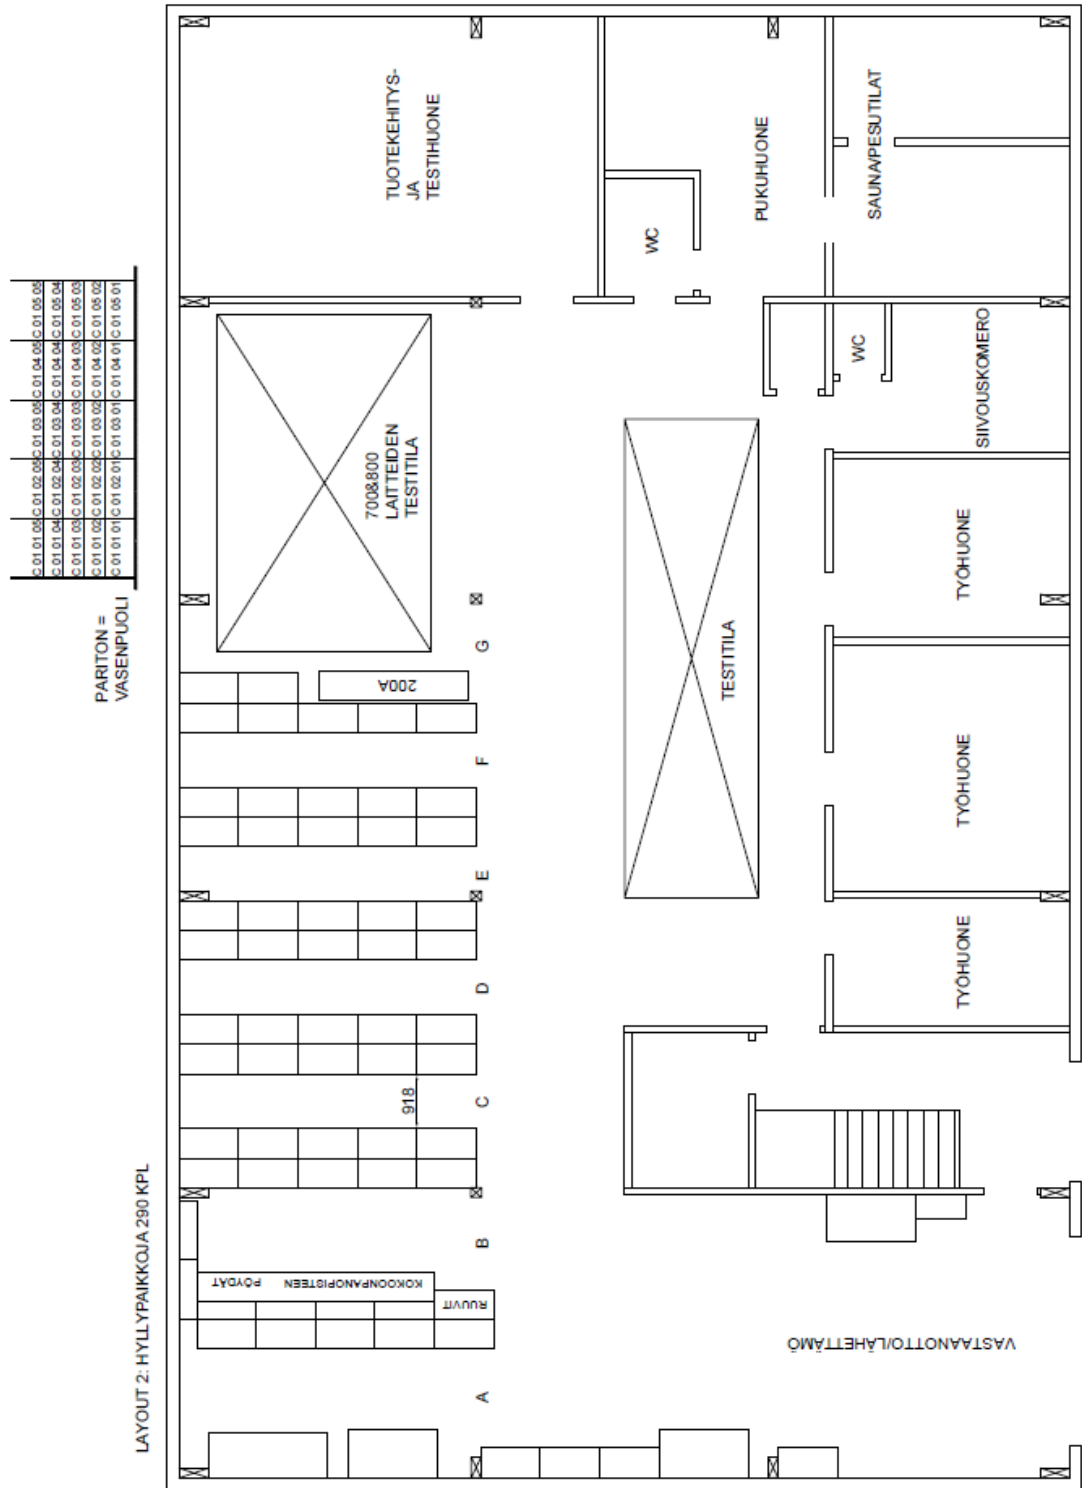 C 01 01 05 C 01 02 05 C 01 03 05 C 01 04 05 C 01 05 05
C 01 01 04 C 01 02 04 C 01 03 04 C 01 04 04 C 01 05 04
C 01 01 03 C 01 02 03 C 01 03 03 C 01 04 03 C 01 05 03
C 01 01 02 C 01 02 02 C 01 03 02 C 01 04 02 C 01 05 02
C 01 01 01 C 01 02 01 C 01 03 01 C 01 04 01 C 01 05 01
PARITON =
VASENPUOLI
LAYOUT 2: HYLLYPAIKKOJA 290 KPL
KOKOONPANOPISTEEN PÖYDÄT
RUUVIT
918
200A
700&800
LAITTEIDEN
TESTITILA
TUOTEKEHITYS-
JA
TESTIHUONE
A
B
C
D
E
F
G
WC
TESTITILA
PUKUHUONE
VASTAANOTTO/LÄHETTÄMÖ
WC
SAUNA/PESUTILAT
TYÖHUONE
TYÖHUONE
TYÖHUONE
SIIVOUSKOMERO